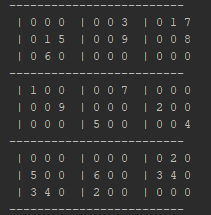 -------------------------
| 0 0 0 | 0 0 3 | 0 1 7
| 0 1 5 | 0 0 9 | 0 0 8
| 0 6 0 | 0 0 0 | 0 0 0
-------------------------
| 1 0 0 | 0 0 7 | 0 0 0
| 0 0 9 | 0 0 0 | 2 0 0
| 0 0 0 | 5 0 0 | 0 0 4
-------------------------
| 0 0 0 | 0 0 0 | 0 2 0
| 5 0 0 | 6 0 0 | 3 4 0
| 3 4 0 | 2 0 0 | 0 0 0
-------------------------